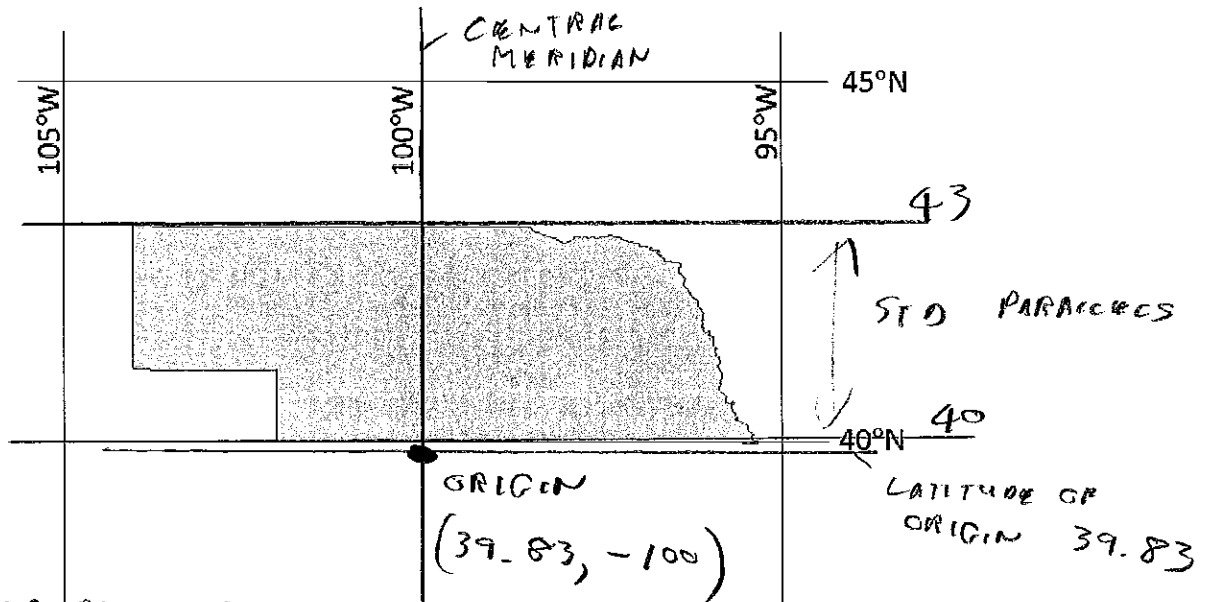 CENTRAL
MERIDIAN
45°N
105°W
100°W
95°W
43
STD PARALLELS
40
40°N
ORIGIN
(39.83, -100)
LATITUDE OF
ORIGIN 39.83